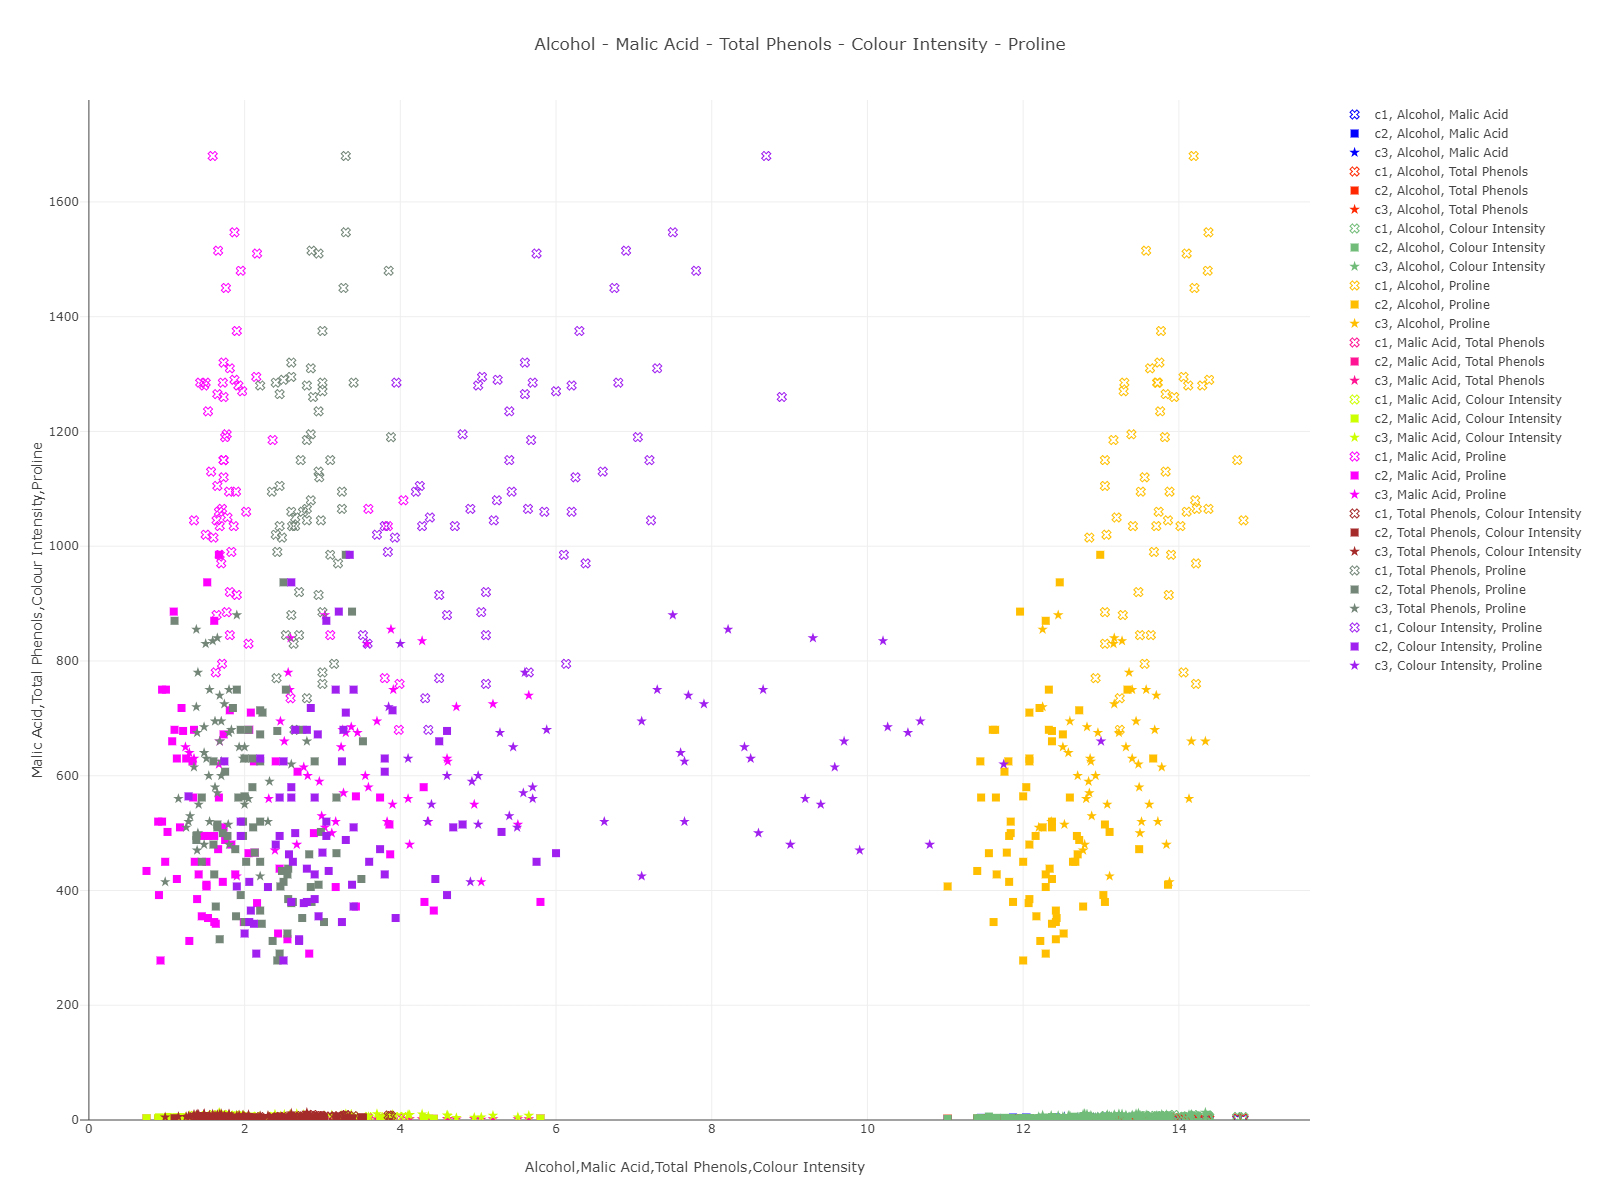 Alcohol - Malic Acid - Total Phenols - Colour Intensity - Proline
c1, Alcohol, Malic Acid
c2, Alcohol, Malic Acid
c3, Alcohol, Malic Acid
c1, Alcohol, Total Phenols
c2, Alcohol, Total Phenols
c3, Alcohol, Total Phenols
c1, Alcohol, Colour Intensity
c2, Alcohol, Colour Intensity
c3, Alcohol, Colour Intensity
c1, Alcohol, Proline
c2, Alcohol, Proline
c3, Alcohol, Proline
c1, Malic Acid, Total Phenols
c2, Malic Acid, Total Phenols
c3, Malic Acid, Total Phenols
c1, Malic Acid, Colour Intensity
c2, Malic Acid, Colour Intensity
c3, Malic Acid, Colour Intensity
c1, Malic Acid, Proline
c2, Malic Acid, Proline
c3, Malic Acid, Proline
c1, Total Phenols, Colour Intensity
c2, Total Phenols, Colour Intensity
c3, Total Phenols, Colour Intensity
c1, Total Phenols, Proline
c2, Total Phenols, Proline
c3, Total Phenols, Proline
c1, Colour Intensity, Proline
c2, Colour Intensity, Proline
c3, Colour Intensity, Proline
Malic Acid,Total Phenols,Colour Intensity,Proline
1600
1400
1200
1000
800
600
400
200
0
0 2 4 6 8 10 12 14
Alcohol,Malic Acid,Total Phenols,Colour Intensity